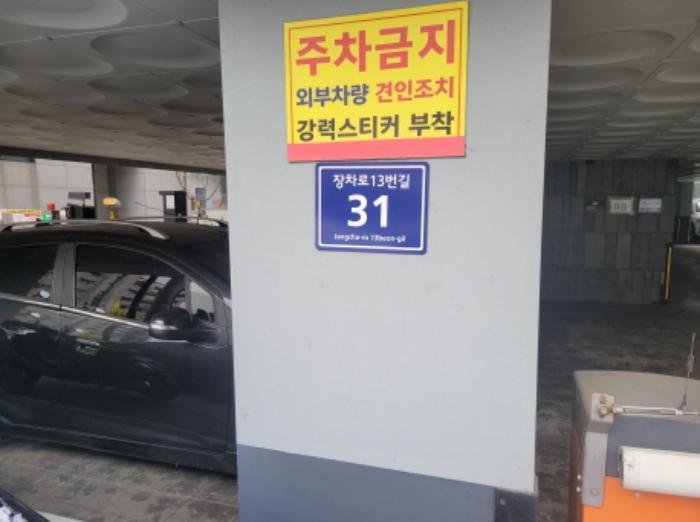 주차금지
외부차량 견인조치
강력스티커 부착
장차로13번길
31
Jangcha-ro 13beon-gil